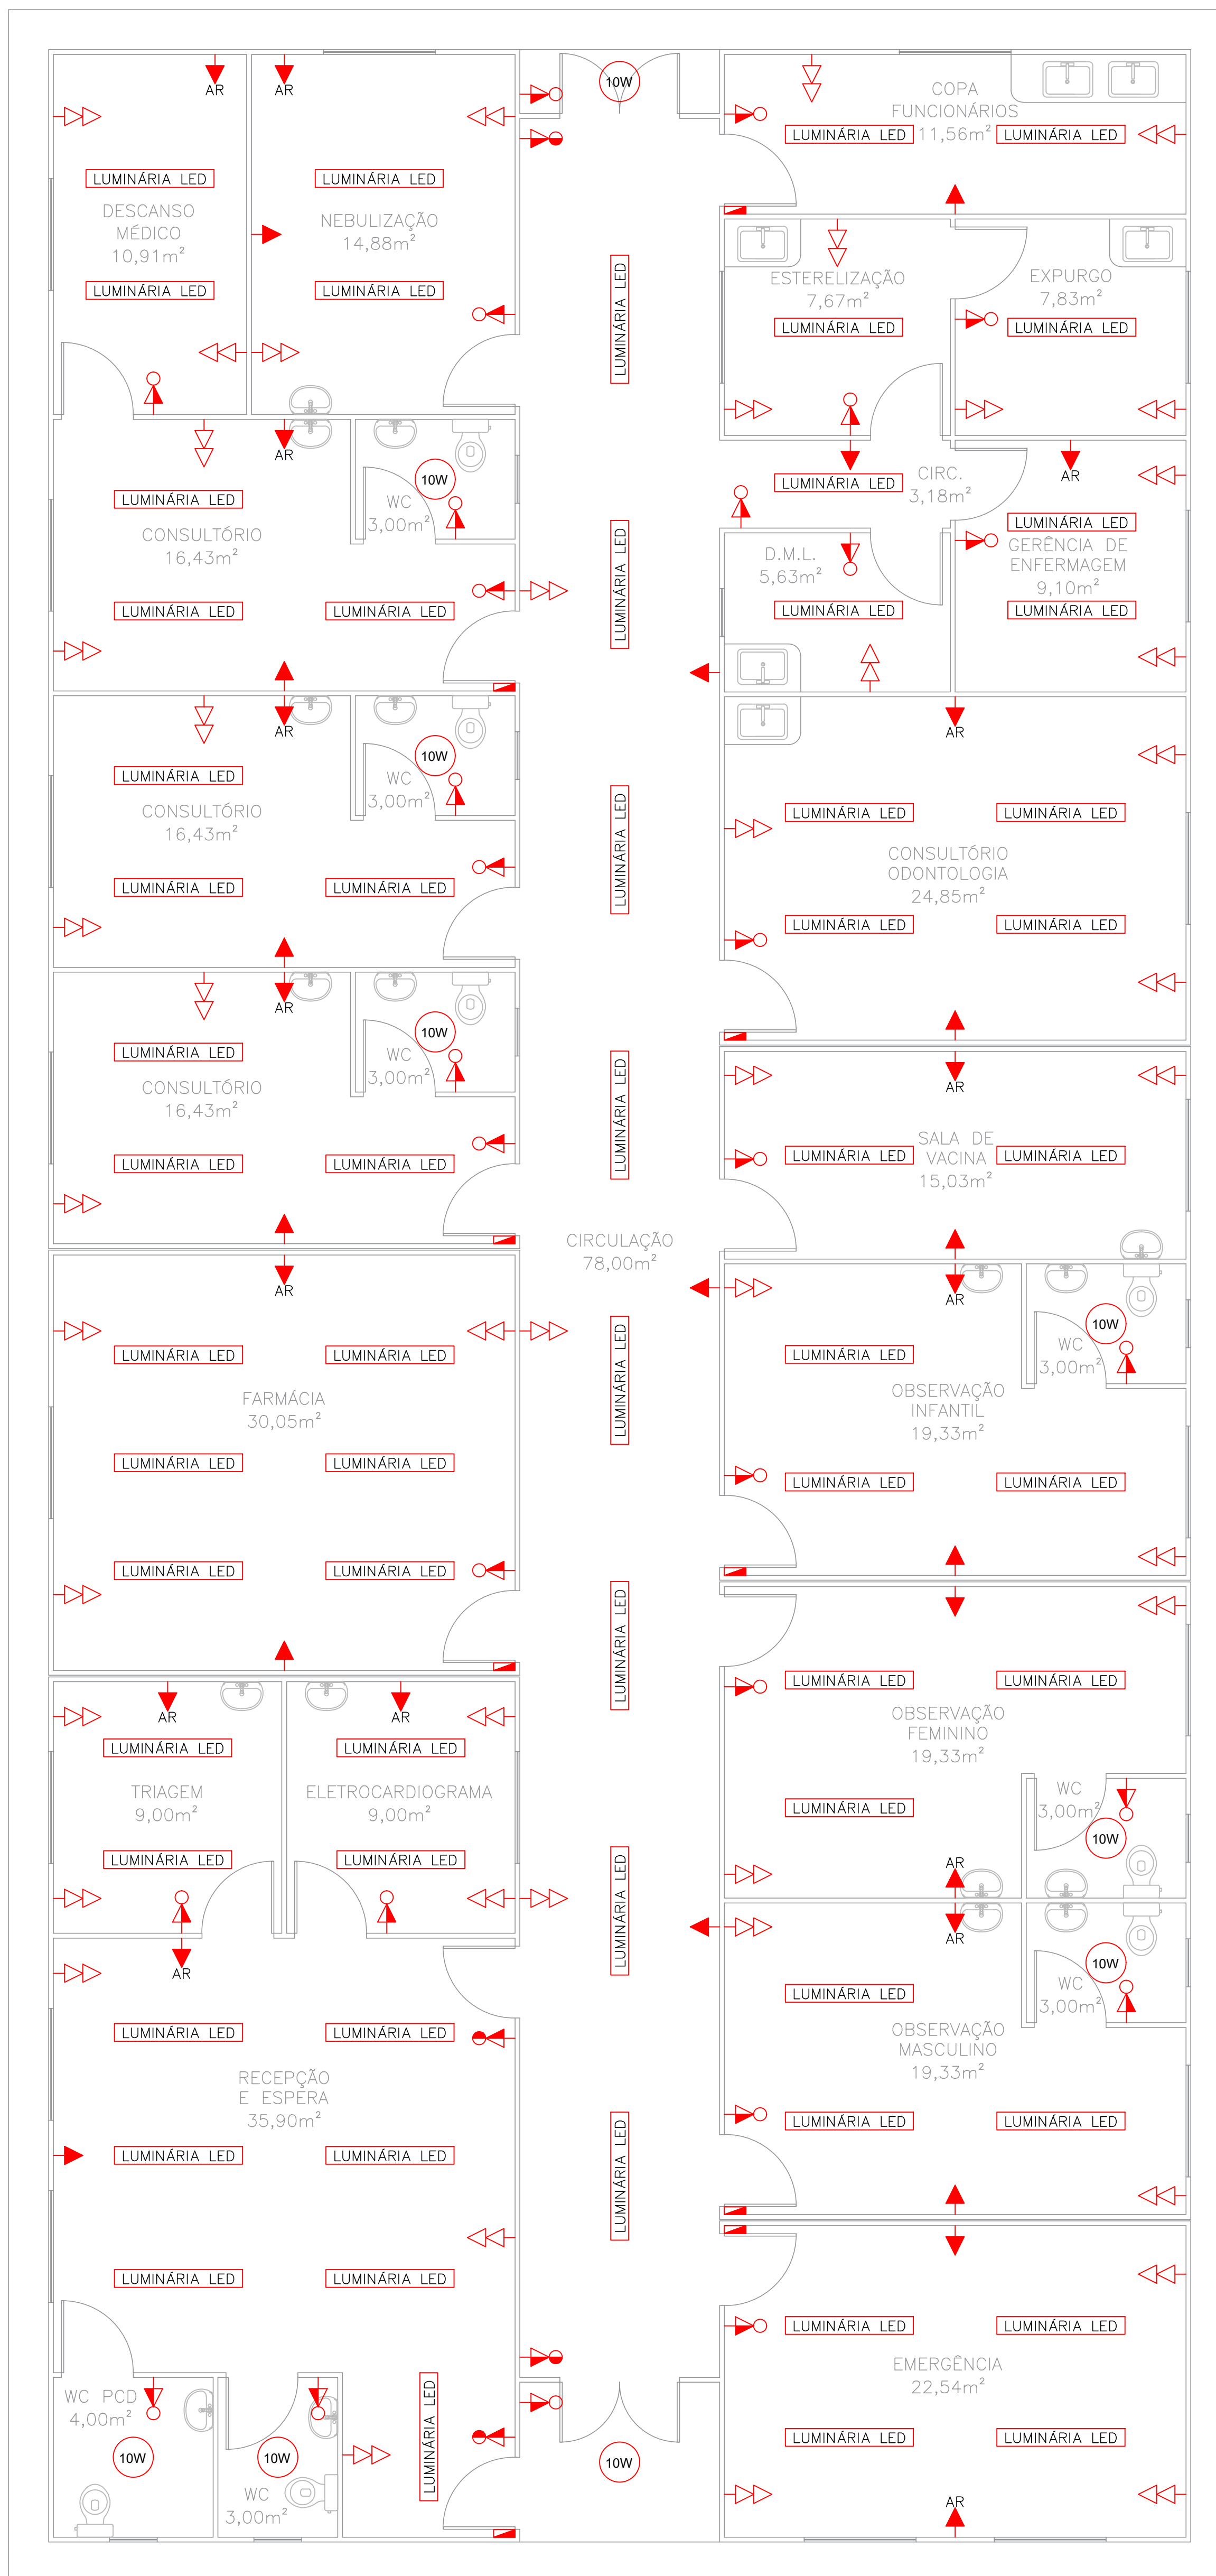 10W
AR
AR
COPA
FUNCIONÁRIOS
11,56m²
LUMINÁRIA LED
LUMINÁRIA LED
LUMINÁRIA LED
LUMINÁRIA LED
DESCANSO
MÉDICO
10,91m²
NEBULIZAÇÃO
14,88m²
LUMINÁRIA LED
LUMINÁRIA LED
LUMINÁRIA LED
ESTERELIZAÇÃO
7,67m²
EXPURGO
7,83m²
LUMINÁRIA LED
LUMINÁRIA LED
AR
10W
WC
3,00m²
LUMINÁRIA LED
CONSULTÓRIO
16,43m²
LUMINÁRIA LED
LUMINÁRIA LED
LUMINÁRIA LED
LUMINÁRIA LED
CIRC.
3,18m²
AR
LUMINÁRIA LED
GERÊNCIA DE
ENFERMAGEM
9,10m²
LUMINÁRIA LED
D.M.L.
5,63m²
LUMINÁRIA LED
AR
10W
WC
3,00m²
LUMINÁRIA LED
CONSULTÓRIO
16,43m²
LUMINÁRIA LED
LUMINÁRIA LED
LUMINÁRIA LED
AR
LUMINÁRIA LED
LUMINÁRIA LED
CONSULTÓRIO
ODONTOLOGIA
24,85m²
LUMINÁRIA LED
LUMINÁRIA LED
AR
10W
WC
3,00m²
LUMINÁRIA LED
CONSULTÓRIO
16,43m²
LUMINÁRIA LED
LUMINÁRIA LED
LUMINÁRIA LED
AR
SALA DE
VACINA
15,03m²
LUMINÁRIA LED
LUMINÁRIA LED
CIRCULAÇÃO
78,00m²
AR
LUMINÁRIA LED
LUMINÁRIA LED
FARMÁCIA
30,05m²
LUMINÁRIA LED
LUMINÁRIA LED
LUMINÁRIA LED
LUMINÁRIA LED
LUMINÁRIA LED
AR
10W
WC
3,00m²
LUMINÁRIA LED
OBSERVAÇÃO
INFANTIL
19,33m²
LUMINÁRIA LED
LUMINÁRIA LED
LUMINÁRIA LED
AR
AR
LUMINÁRIA LED
LUMINÁRIA LED
TRIAGEM
9,00m²
ELETROCARDIOGRAMA
9,00m²
LUMINÁRIA LED
LUMINÁRIA LED
LUMINÁRIA LED
LUMINÁRIA LED
OBSERVAÇÃO
FEMININO
19,33m²
LUMINÁRIA LED
WC
3,00m²
10W
AR
LUMINÁRIA LED
AR
LUMINÁRIA LED
LUMINÁRIA LED
RECEPÇÃO
E ESPERA
35,90m²
LUMINÁRIA LED
LUMINÁRIA LED
LUMINÁRIA LED
LUMINÁRIA LED
AR
10W
WC
3,00m²
LUMINÁRIA LED
OBSERVAÇÃO
MASCULINO
19,33m²
LUMINÁRIA LED
LUMINÁRIA LED
LUMINÁRIA LED
LUMINÁRIA LED
LUMINÁRIA LED
EMERGÊNCIA
22,54m²
LUMINÁRIA LED
LUMINÁRIA LED
AR
WC PCD
4,00m²
10W
10W
WC
3,00m²
LUMINÁRIA LED
10W